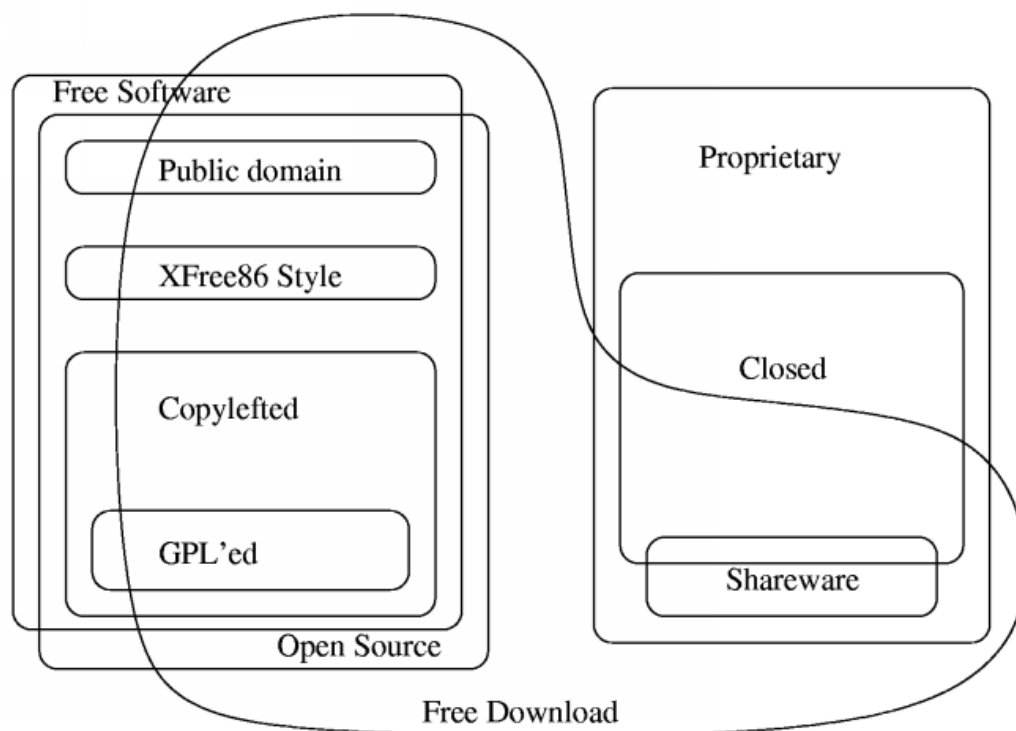 Free Software
Public domain
XFree86 Style
Copylefted
GPL'ed
Open Source
Proprietary
Closed
Shareware
Free Download